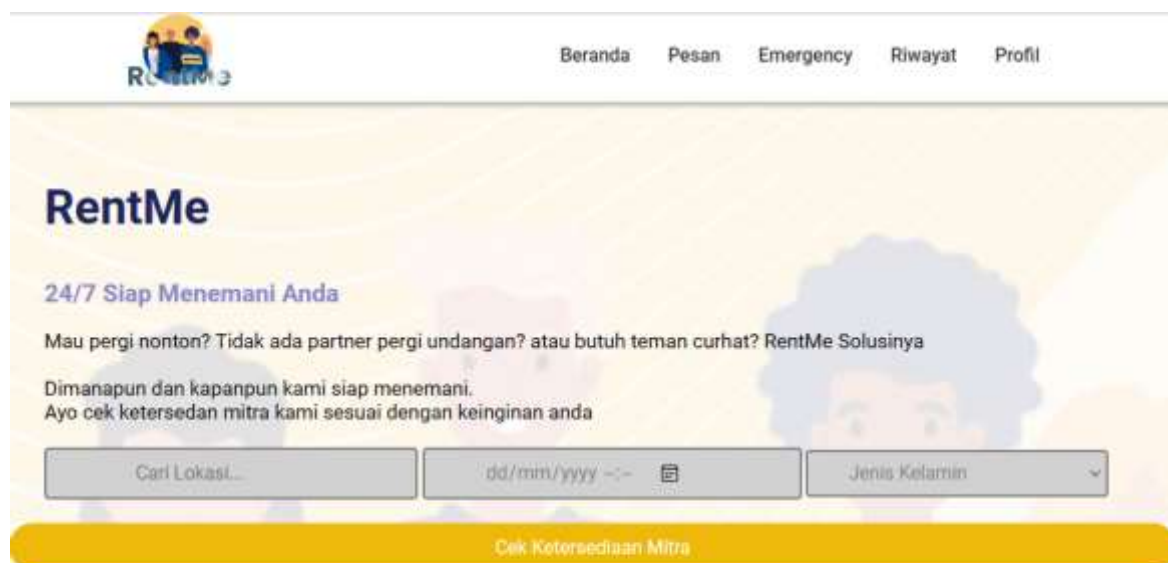 RentMe
Beranda Pesan Emergency Riwayat Profil
RentMe
24/7 Siap Menemani Anda
Mau pergi nonton? Tidak ada partner pergi undangan? atau butuh teman curhat? RentMe Solusinya
Dimanapun dan kapanpun kami siap menemani.
Ayo cek ketersedan mitra kami sesuai dengan keinginan anda
Cari Lokasi... dd/mm/yyyy --:-- Jenis Kelamin
Cek Ketersediaan Mitra